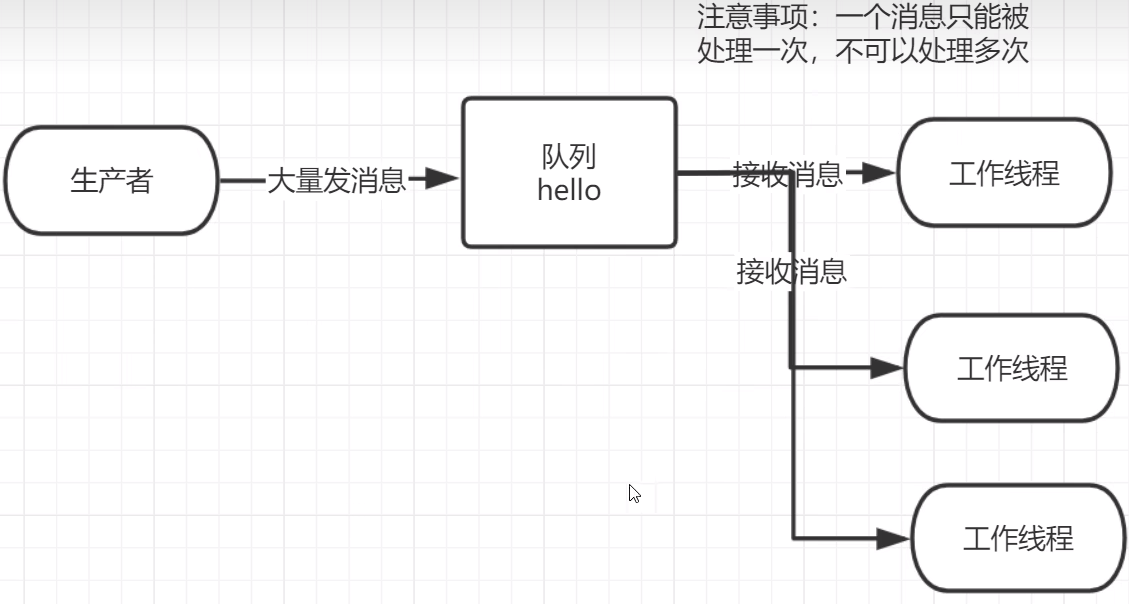 注意事项：一个消息只能被
处理一次，不可以处理多次
生产者
大量发消息
队列
hello
接收消息
工作线程
接收消息
工作线程
工作线程